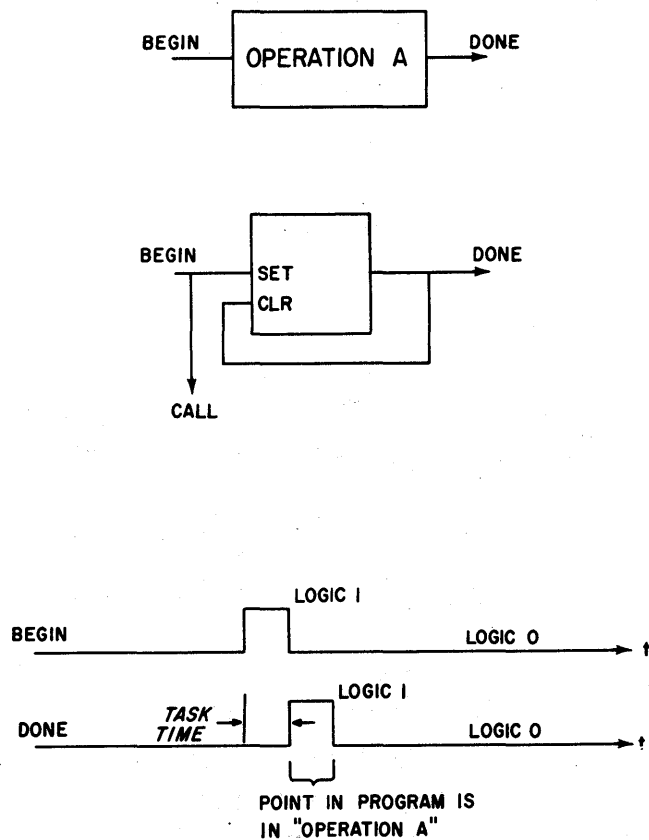 BEGIN
OPERATION A
DONE
BEGIN
SET
DONE
CLR
CALL
LOGIC 1
BEGIN
LOGIC 0
t
LOGIC 1
TASK
TIME
DONE
LOGIC 0
t
POINT IN PROGRAM IS
IN "OPERATION A"